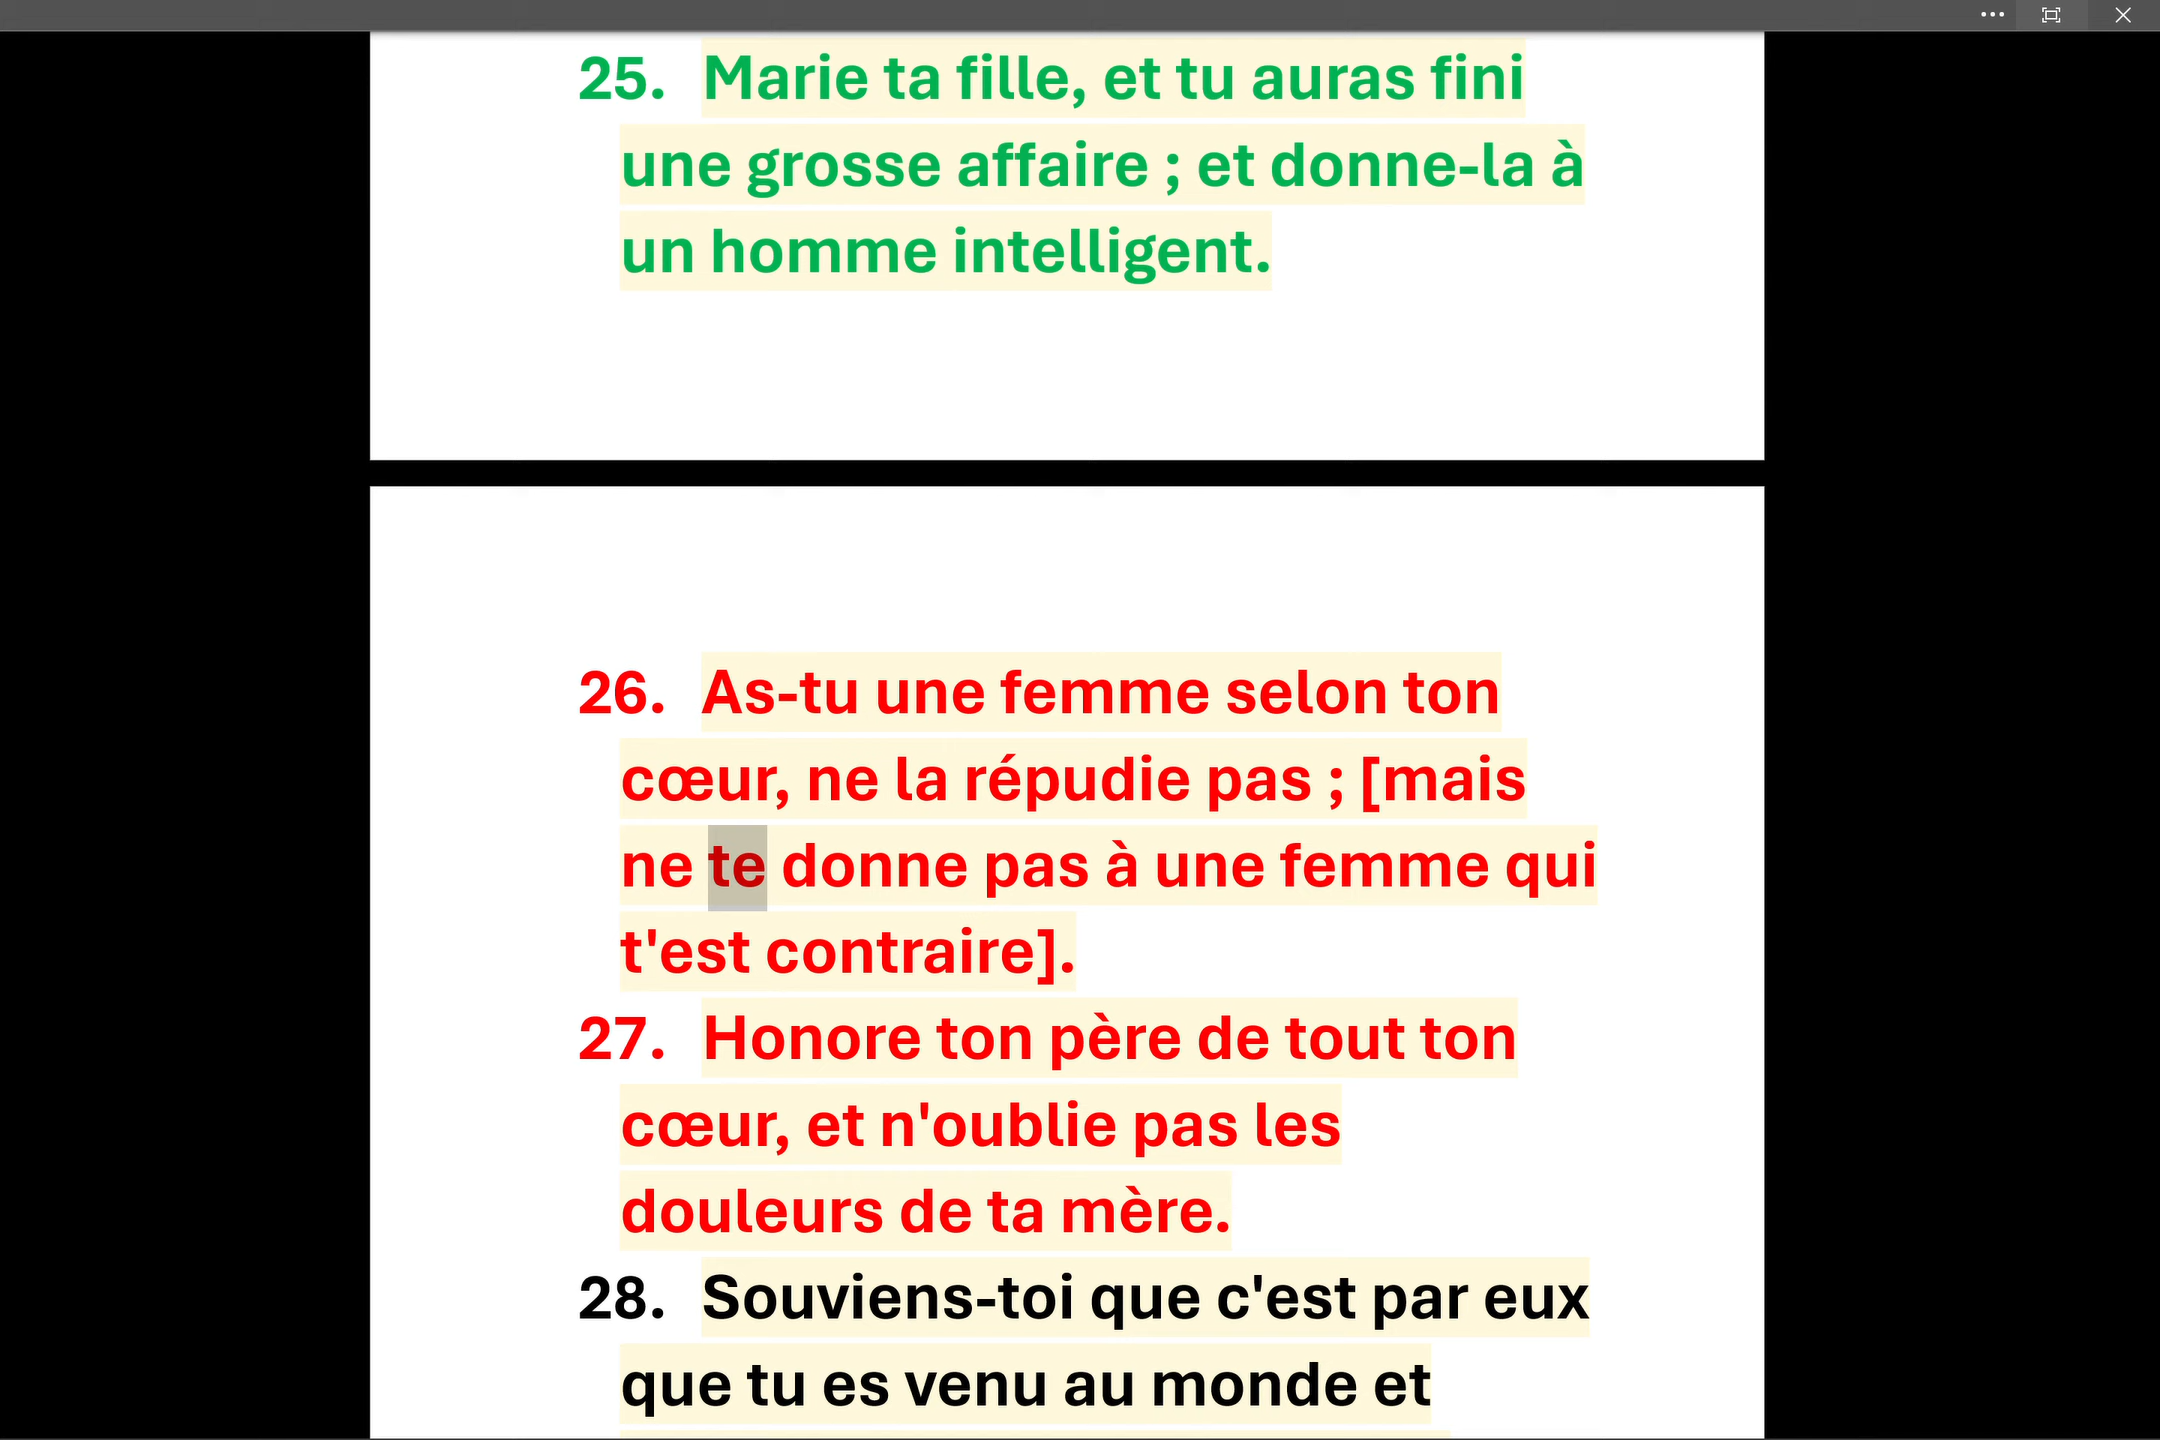 25. Marie ta fille, et tu auras fini
une grosse affaire ; et donne-la à
un homme intelligent.
26. As-tu une femme selon ton
cœur, ne la répudie pas ; [mais
ne te donne pas à une femme qui
t'est contraire].
27. Honore ton père de tout ton
cœur, et n'oublie pas les
douleurs de ta mère.
28. Souviens-toi que c'est par eux
que tu es venu au monde et